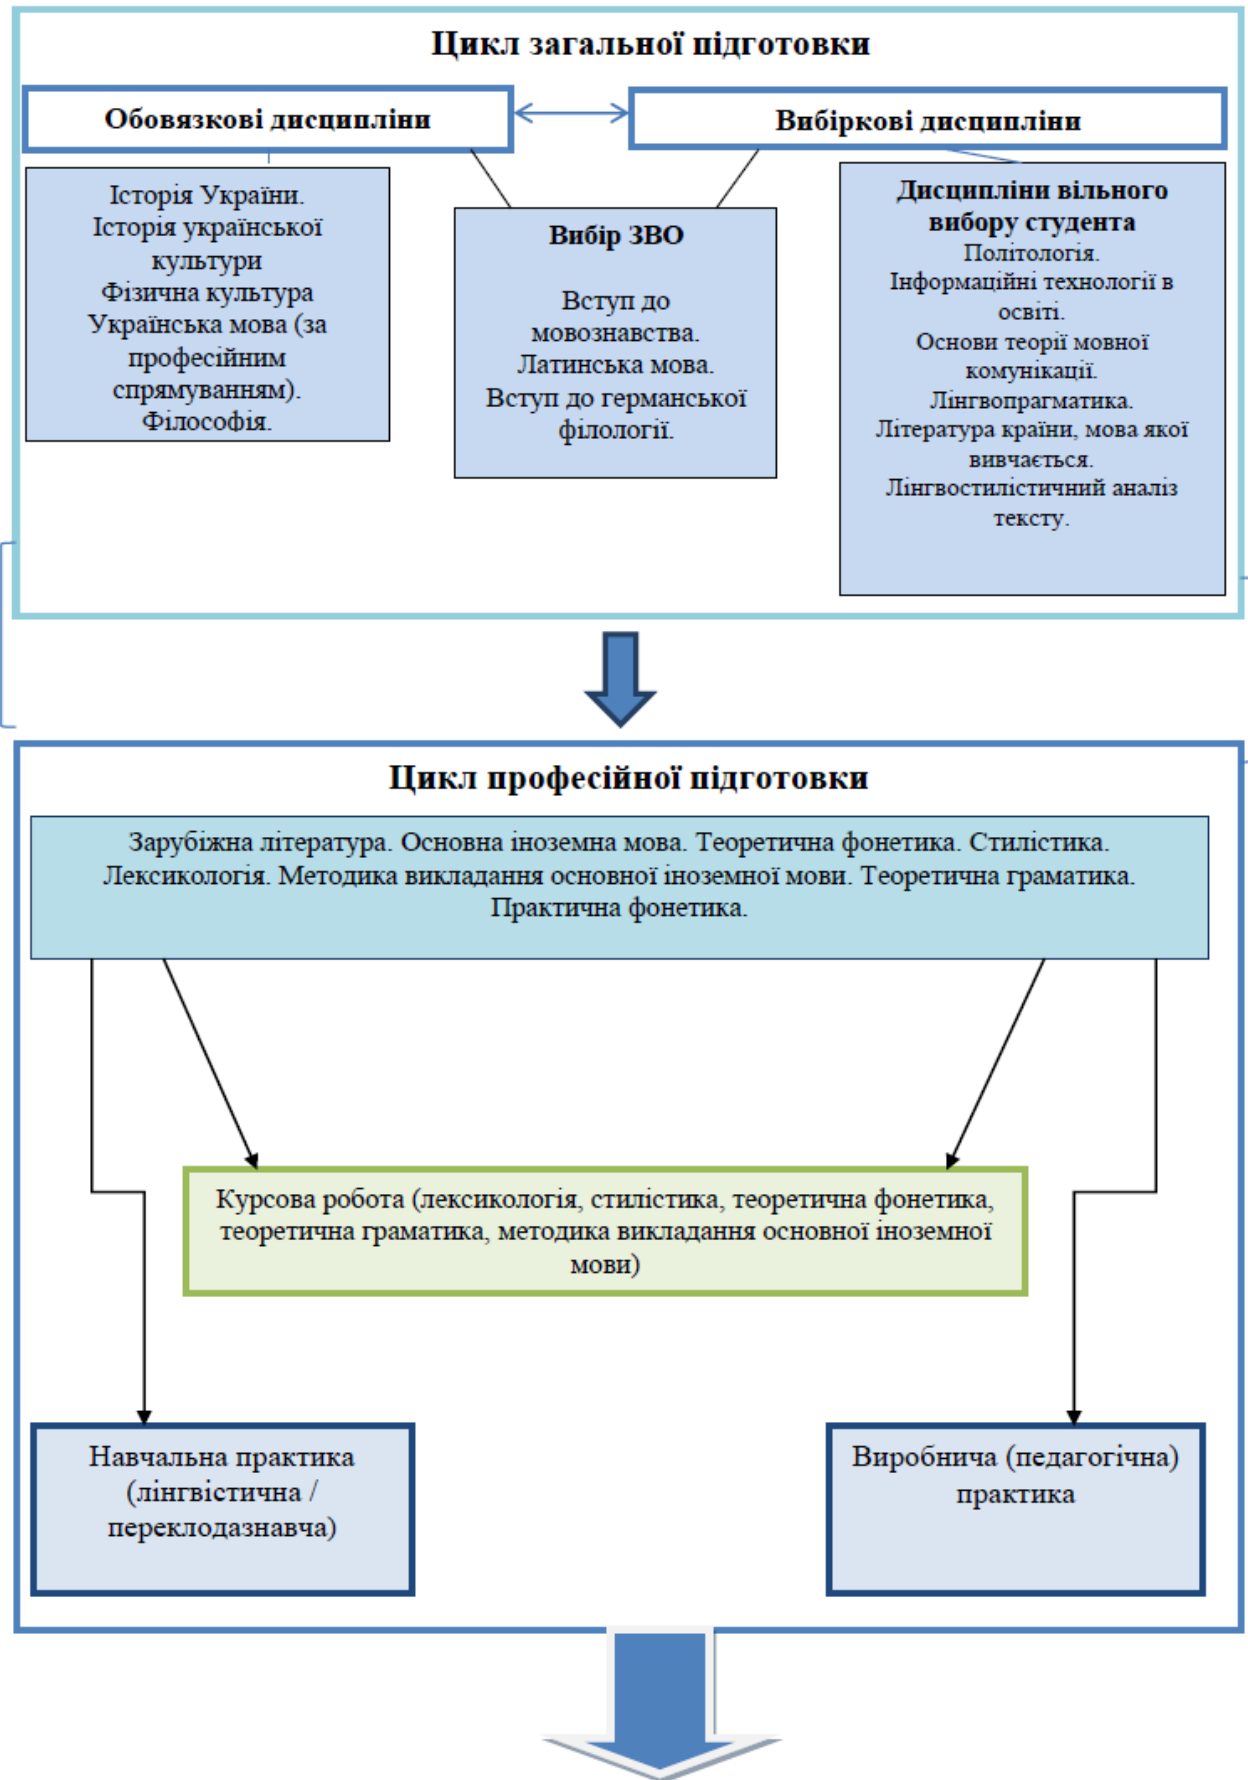 Цикл загальної підготовки
Обовязкові дисципліни
Вибіркові дисципліни
Історія України.
Історія української
культури
Фізична культура
Українська мова (за
професійним
спрямуванням).
Філософія.
Вибір ЗВО
Вступ до
мовознавства.
Латинська мова.
Вступ до германської
філології.
Дисципліни вільного
вибору студента
Політологія.
Інформаційні технології в
освіті.
Основи теорії мовної
комунікації.
Лінгвопрагматика.
Література країни, мова якої
вивчається.
Лінгвостилістичний аналіз
тексту.
Цикл професійної підготовки
Зарубіжна література. Основна іноземна мова. Теоретична фонетика. Стилістика.
Лексикологія. Методика викладання основної іноземної мови. Теоретична граматика.
Практична фонетика.
Курсова робота (лексикологія, стилістика, теоретична фонетика,
теоретична граматика, методика викладання основної іноземної
мови)
Навчальна практика
(лінгвістична /
переклодазнавча)
Виробнича (педагогічна)
практика